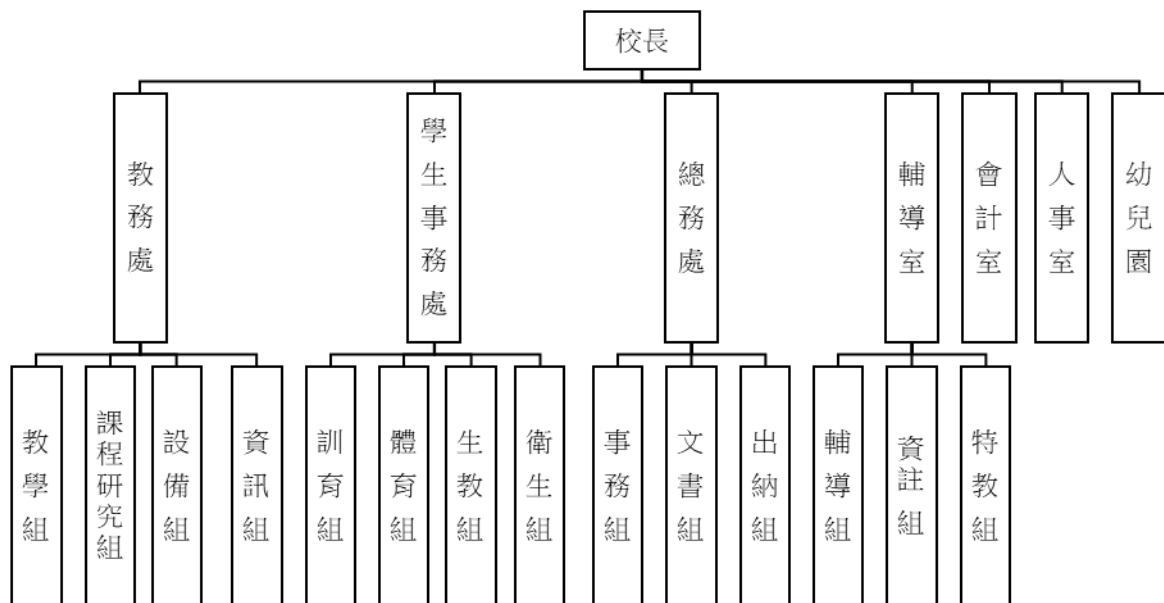 校長
教務處
學生事務處
總務處
輔導室
會計室
人事室
幼兒園
教學組
課程研究組
設備組
資訊組
訓育組
體育組
生教組
衛生組
事務組
文書組
出納組
輔導組
資註組
特教組